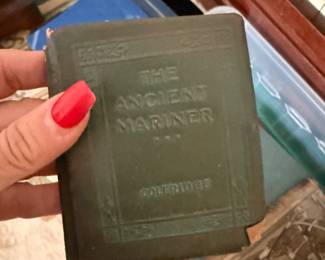 THE
ANCIENT
MARINER
COLERIDGE